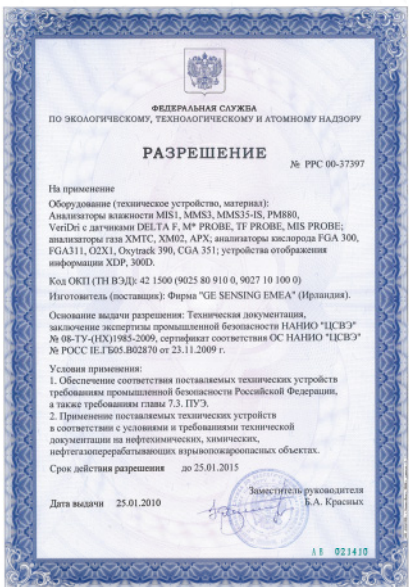 ФЕДЕРАЛЬНАЯ СЛУЖБА
ПО ЭКОЛОГИЧЕСКОМУ, ТЕХНОЛОГИЧЕСКОМУ И АТОМНОМУ НАДЗОРУ
РАЗРЕШЕНИЕ
№ РРС 00-37397
На применение
Оборудование (техническое устройство, материал):
Анализаторы влажности MIS1, MMS3, MMS35-IS, PM880,
VeriDri с датчиками DELTA F, M* PROBE, TF PROBE, MIS PROBE;
анализаторы газа XMTC, XM02, APX; анализаторы кислорода FGA 300,
FGA311, O2X1, Oxytrack 390, CGA 351; устройства отображения
информации XDP, 300D.
Код ОКП (ТН ВЭД): 42 1500 (9025 80 910 0, 9027 10 100 0)
Изготовитель (поставщик): Фирма "GE SENSING EMEA" (Ирландия).
Основание выдачи разрешения: Техническая документация,
заключение экспертизы промышленной безопасности НАНИО "ЦСВЭ"
№ 08-ТУ-(НХ)1985-2009, сертификат соответствия ОС НАНИО "ЦСВЭ"
№ РОСС IE.ГБ05.В02870 от 23.11.2009 г.
Условия применения:
1. Обеспечение соответствия поставляемых технических устройств
требованиям промышленной безопасности Российской Федерации,
а также требованиям главы 7.3. ПУЭ.
2. Применение поставляемых технических устройств
в соответствии с условиями и требованиями технической
документации на нефтехимических, химических,
нефтегазоперерабатывающих взрывопожароопасных объектах.
Срок действия разрешения до 25.01.2015
Заместитель руководителя
Дата выдачи 25.01.2010 Б.А. Красных
АВ 023410